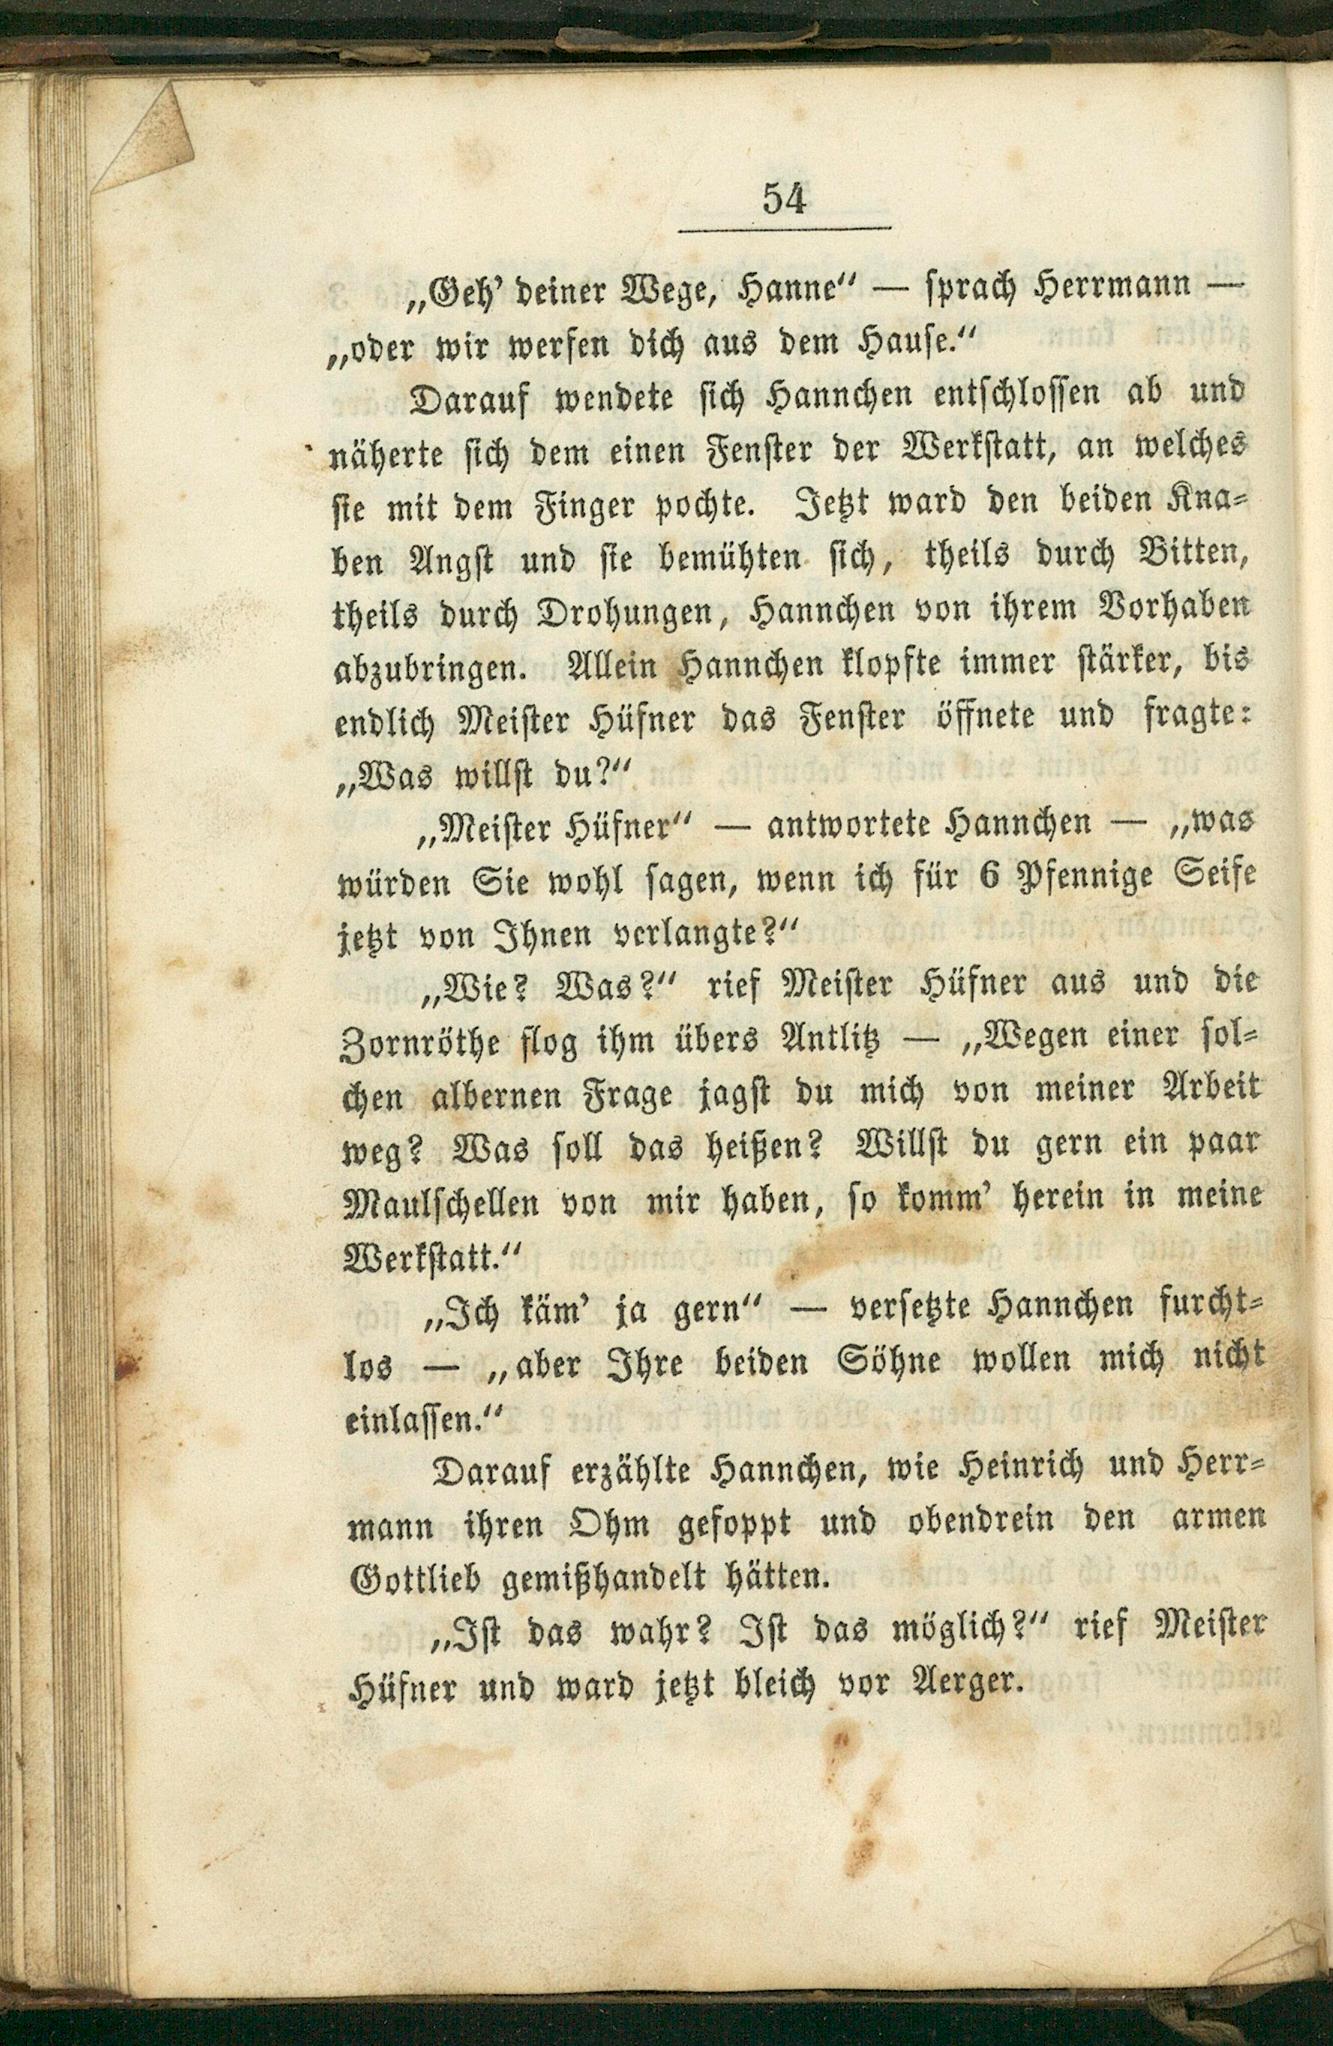 54
„Geh' deiner Wege, Hanne“ — sprach Herrmann —
„oder wir werfen dich aus dem Hause.“
Darauf wendete sich Hannchen entschlossen ab und
näherte sich dem einen Fenster der Werkstatt, an welches
sie mit dem Finger pochte. Jetzt ward den beiden Kna-
ben Angst und sie bemühten sich, theils durch Bitten,
theils durch Drohungen, Hannchen von ihrem Vorhaben
abzubringen. Allein Hannchen klopfte immer stärker, bis
endlich Meister Hüfner das Fenster öffnete und fragte:
„Was willst du?“
„Meister Hüfner“ — antwortete Hannchen — „was
würden Sie wohl sagen, wenn ich für 6 Pfennige Seife
jetzt von Ihnen verlangte?“
„Wie? Was?“ rief Meister Hüfner aus und die
Zornröthe flog ihm übers Antlitz — „Wegen einer sol-
chen albernen Frage jagst du mich von meiner Arbeit
weg? Was soll das heißen? Willst du gern ein paar
Maulschellen von mir haben, so komm' herein in meine
Werkstatt.“
„Ich käm' ja gern“ — versetzte Hannchen furcht-
los — „aber Ihre beiden Söhne wollen mich nicht
einlassen.“
Darauf erzählte Hannchen, wie Heinrich und Herr-
mann ihren Ohm gefoppt und obendrein den armen
Gottlieb gemißhandelt hätten.
„Ist das wahr? Ist das möglich?“ rief Meister
Hüfner und ward jetzt bleich vor Aerger.